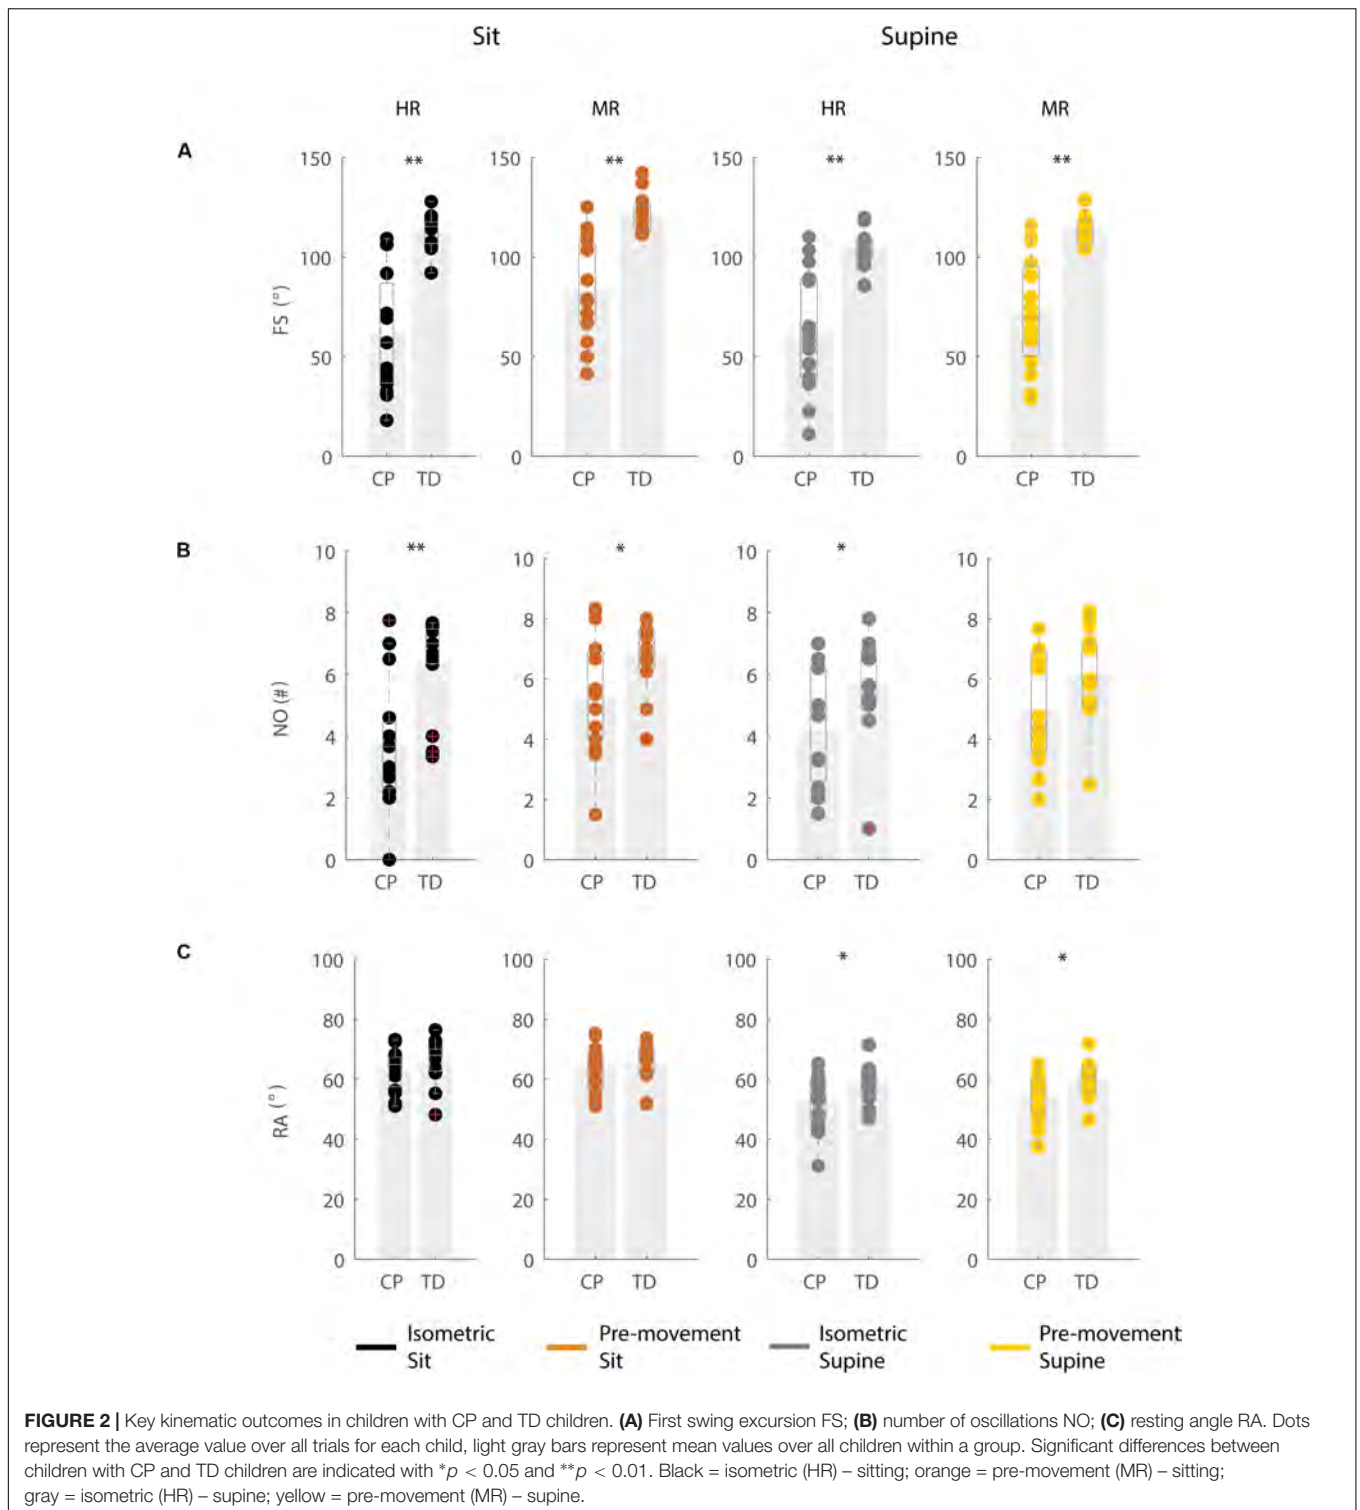 Sit Supine
HR MR HR MR
A
** ** ** **
150 150 150 150
100 100 100 100
50 50 50 50
0 0 0 0
FS (°)
CP TD CP TD CP TD CP TD
B
** * *
10 10 10 10
8 8 8 8
6 6 6 6
4 4 4 4
2 2 2 2
0 0 0 0
NO (#)
CP TD CP TD CP TD CP TD
C
* *
100 100 100 100
80 80 80 80
60 60 60 60
40 40 40 40
20 20 20 20
0 0 0 0
RA (°)
CP TD CP TD CP TD CP TD
Isometric Pre-movement Isometric Pre-movement
Sit Sit Supine Supine
FIGURE 2 | Key kinematic outcomes in children with CP and TD children. (A) First swing excursion FS; (B) number of oscillations NO; (C) resting angle RA. Dots
represent the average value over all trials for each child, light gray bars represent mean values over all children within a group. Significant differences between
children with CP and TD children are indicated with *p < 0.05 and **p < 0.01. Black = isometric (HR) – sitting; orange = pre-movement (MR) – sitting;
gray = isometric (HR) – supine; yellow = pre-movement (MR) – supine.